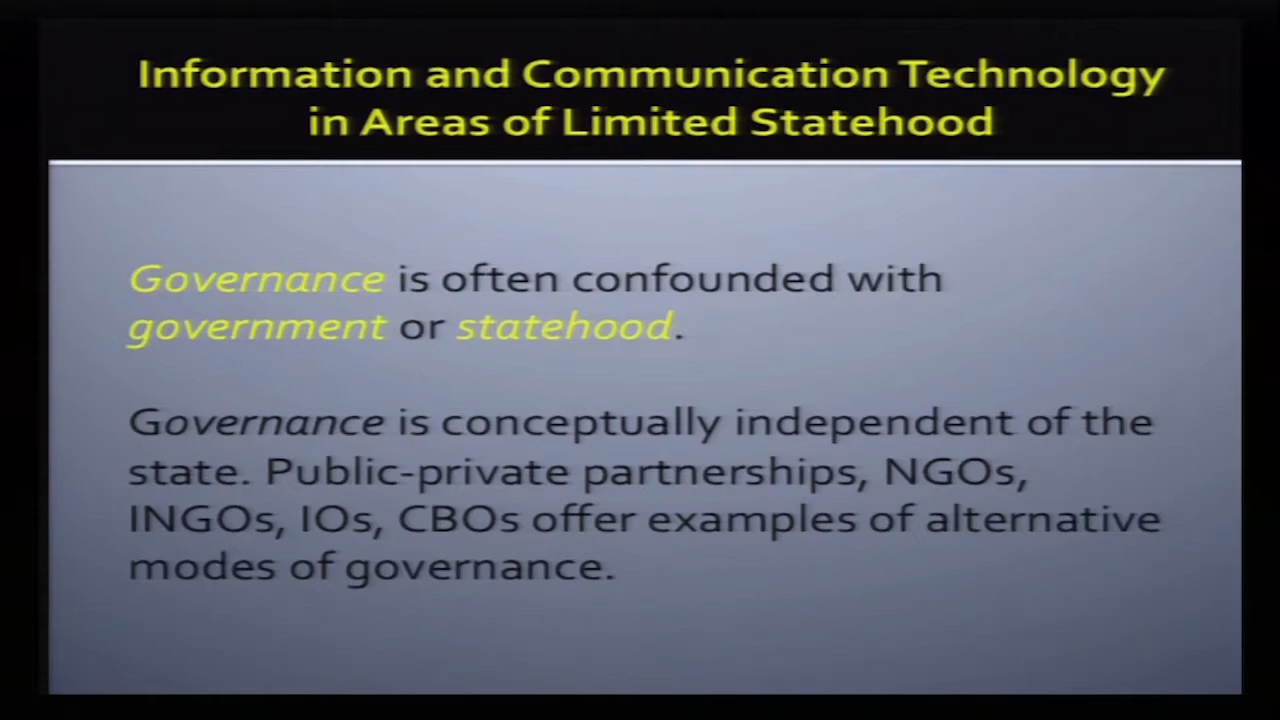 Information and Communication Technology
in Areas of Limited Statehood
Governance is often confounded with
government or statehood.
Governance is conceptually independent of the
state. Public-private partnerships, NGOs,
INGOs, IOs, CBOs offer examples of alternative
modes of governance.